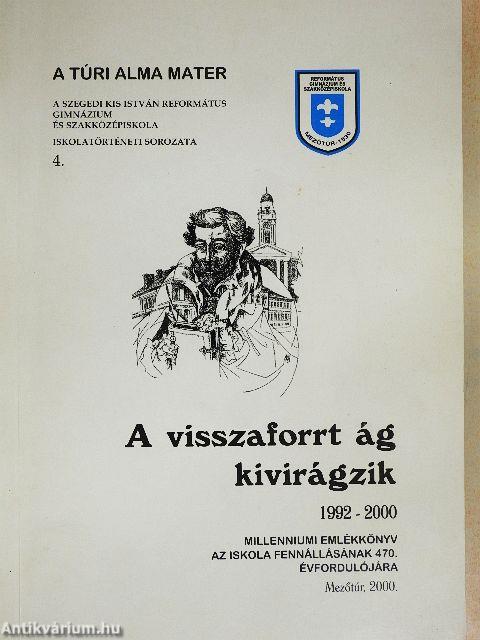 A TÚRI ALMA MATER
A SZEGEDI KIS ISTVÁN REFORMÁTUS
GIMNÁZIUM
ÉS SZAKKÖZÉPISKOLA
ISKOLATÖRTÉNETI SOROZATA
4.
REFORMÁTUS
GIMNÁZIUM ÉS
SZAKKÖZÉPISKOLA
MEZŐTÚR-1530
A visszaforrt ág
kivirágzik
1992 - 2000
MILLENNIUMI EMLÉKKÖNYV
AZ ISKOLA FENNÁLLÁSÁNAK 470.
ÉVFORDULÓJÁRA
Mezőtúr, 2000.
Antikvárium.hu